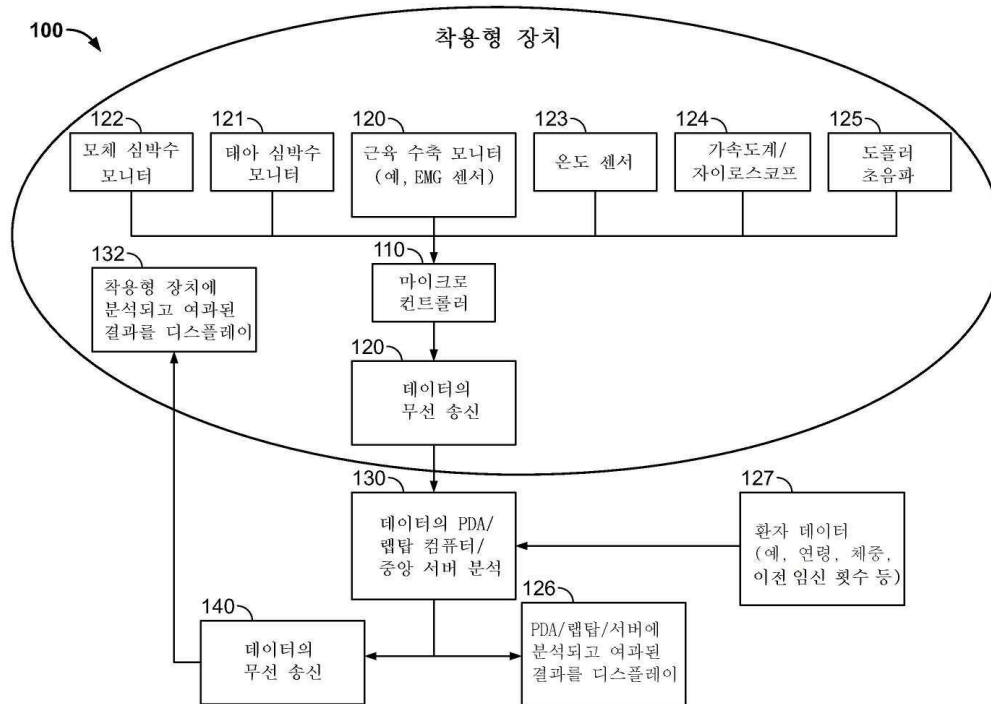 100
착용형 장치
122
모체 심박수
모니터
121
태아 심박수
모니터
120
근육 수축 모니터
(예, EMG 센서)
123
온도 센서
124
가속도계/
자이로스코프
125
도플러
초음파
132
착용형 장치에
분석되고 여과된
결과를 디스플레이
110
마이크로
컨트롤러
120
데이터의
무선 송신
130
데이터의 PDA/
랩탑 컴퓨터/
중앙 서버 분석
127
환자 데이터
(예, 연령, 체중,
이전 임신 횟수 등)
140
데이터의
무선 송신
126
PDA/랩탑/서버에
분석되고 여과된
결과를 디스플레이